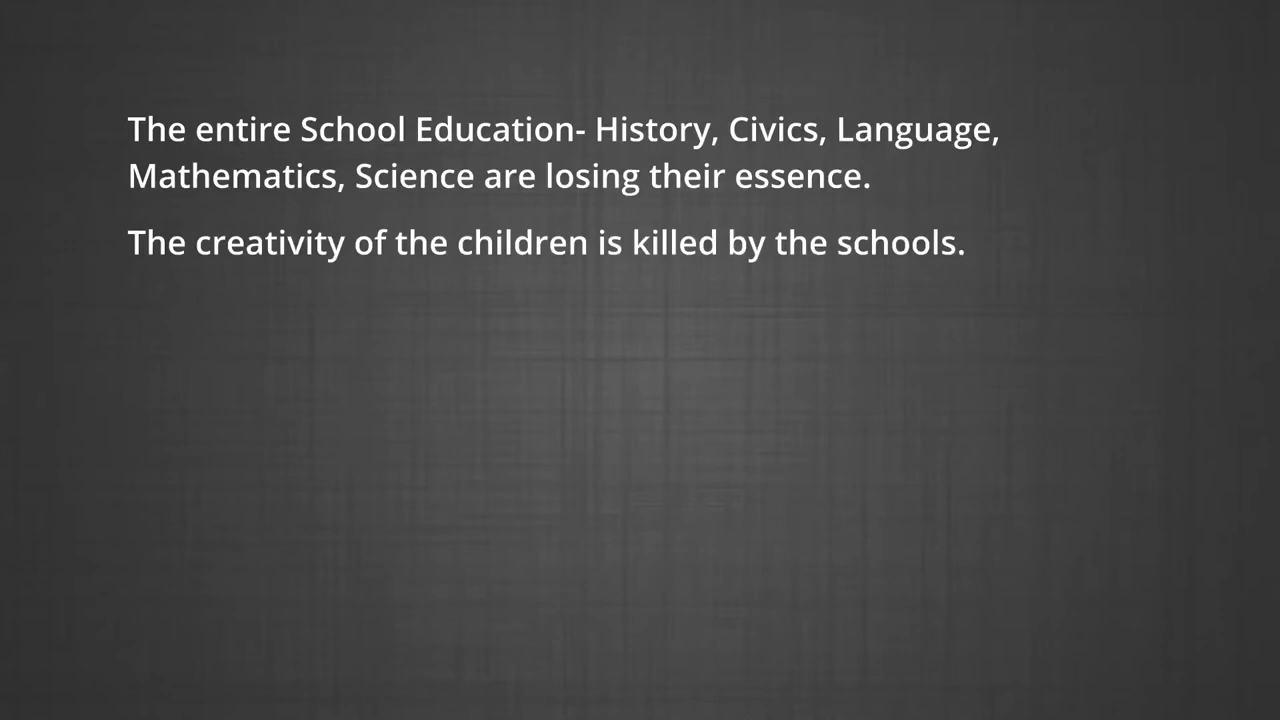 The entire School Education- History, Civics, Language,
Mathematics, Science are losing their essence.
The creativity of the children is killed by the schools.